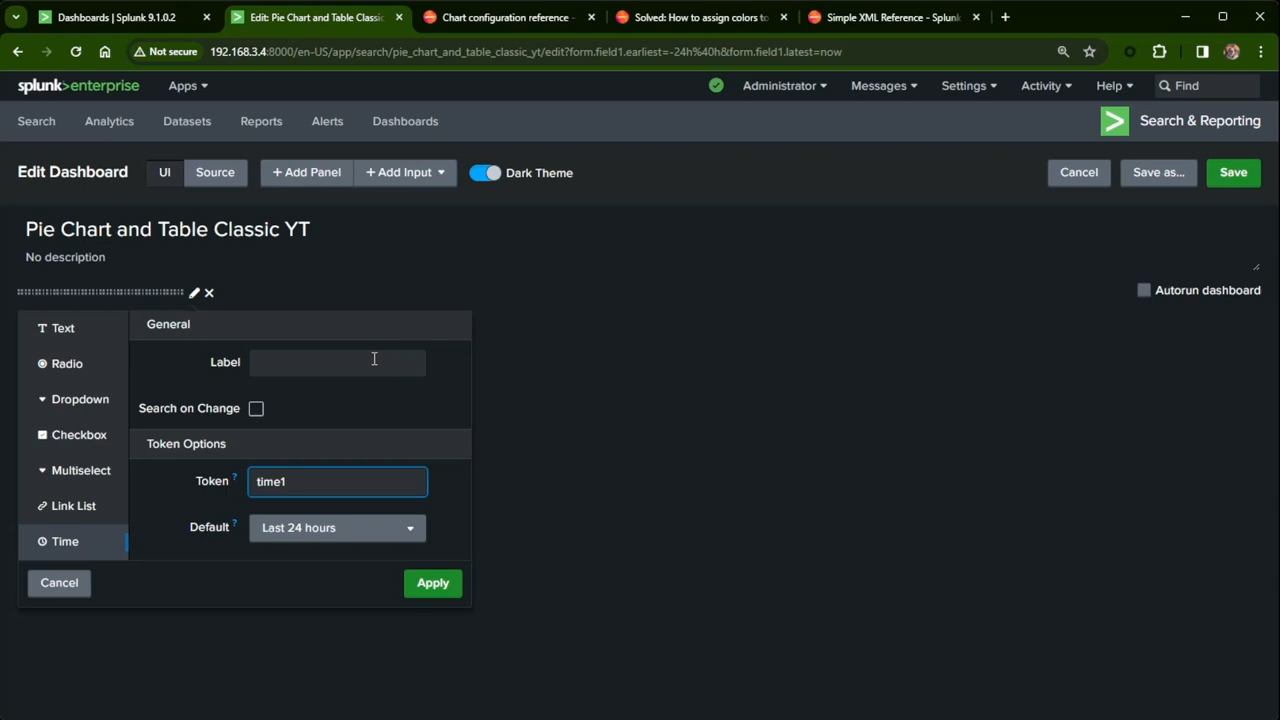 Dashboards | Splunk 9.1.0.2
Edit: Pie Chart and Table Classic
Chart configuration reference -
Solved: How to assign colors to
Simple XML Reference - Splunk
Not secure
192.168.3.4:8000/en-US/app/search/pie_chart_and_table_classic_yt/edit?form.field1.earliest=-24h%40h&form.field1.latest=now
splunk>enterprise
Apps
Administrator
Messages
Settings
Activity
Help
Find
Search
Analytics
Datasets
Reports
Alerts
Dashboards
Search & Reporting
Edit Dashboard
UI
Source
+ Add Panel
+ Add Input
Dark Theme
Cancel
Save as...
Save
Pie Chart and Table Classic YT
No description
Autorun dashboard
Text
Radio
Dropdown
Checkbox
Multiselect
Link List
Time
General
Label
Search on Change
Token Options
Token ?
time1
Default ?
Last 24 hours
Cancel
Apply